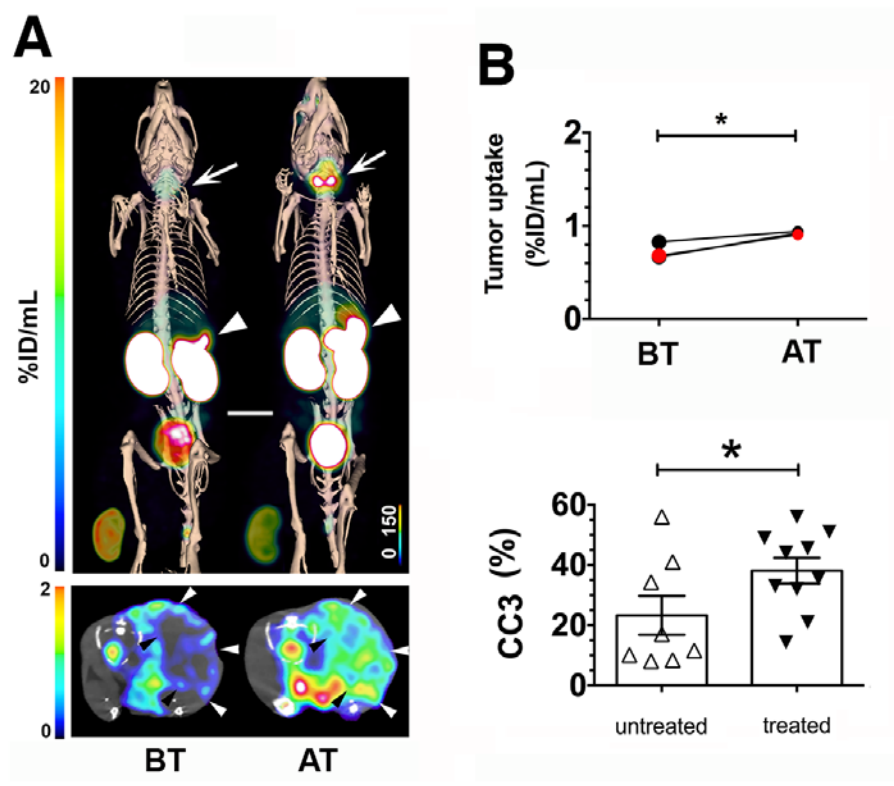 A
B
20
%ID/mL
0
0 150
2
1
0
BT
AT
*
Tumor uptake
(%ID/mL)
2
1
0
BT
AT
*
CC3 (%)
60
40
20
0
untreated
treated